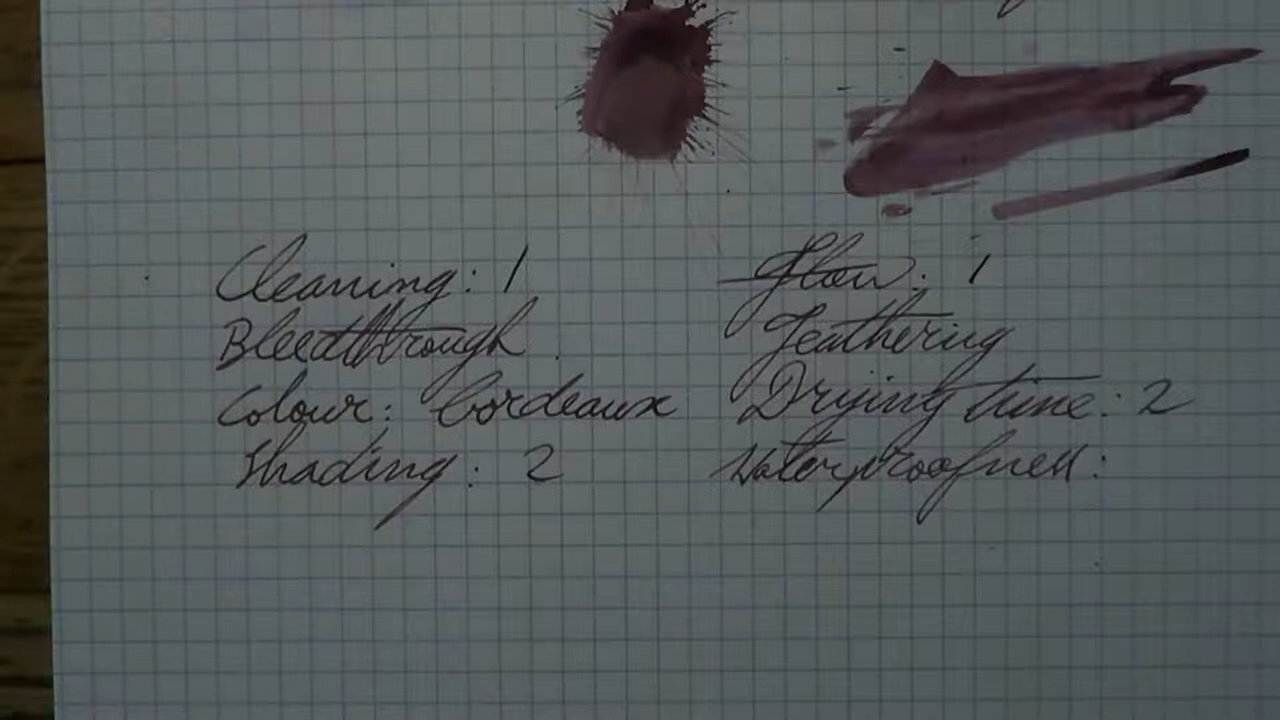 Cleaning: 1
Bleedthrough
Colour: bordeaux
Shading: 2
Flow: 1
Feathering
Drying time: 2
Waterproofness: